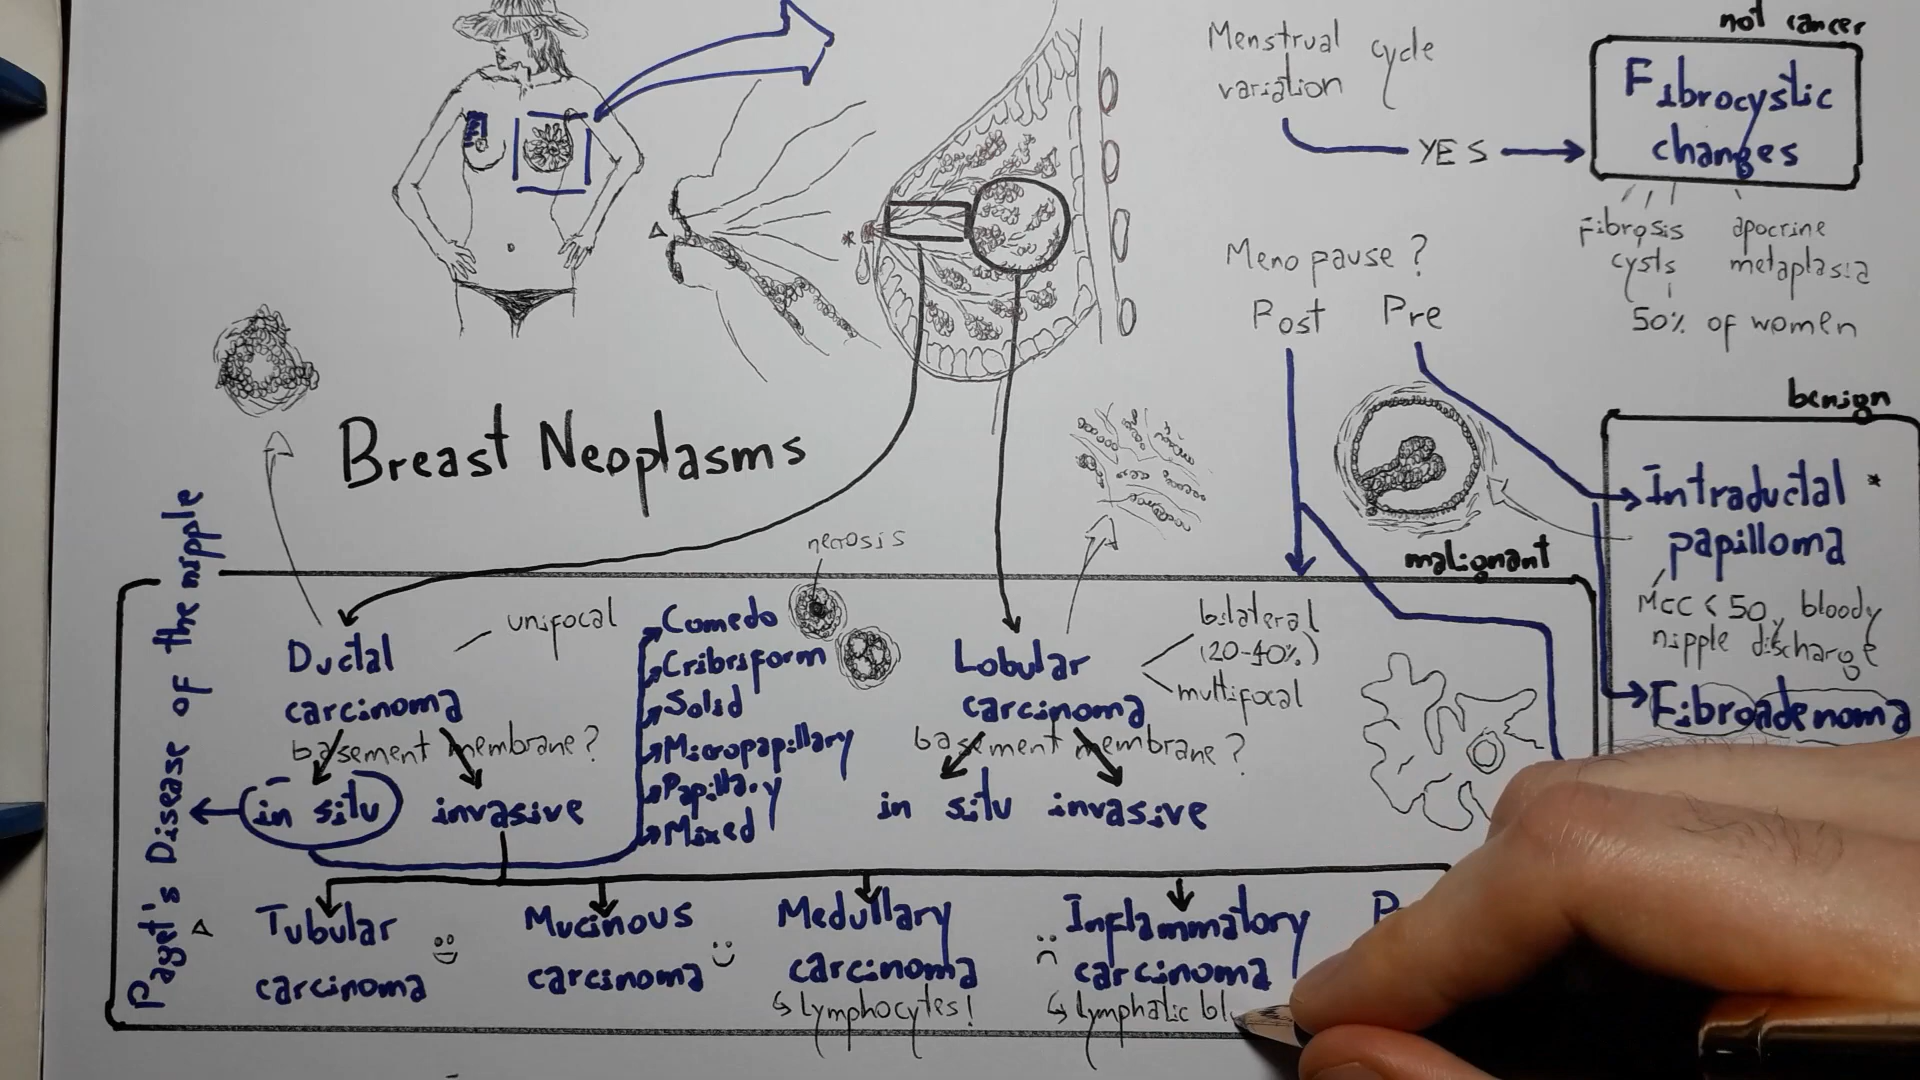 not cancer
Menstrual cycle
variation
YES
Fibrocystic
changes
Fibrosis
cysts
apocrine
metaplasia
50% of women
Menopause?
Post Pre
benign
Intraductal *
papilloma
MCC < 50y bloody
nipple discharge
Fibroadenoma
Breast Neoplasms
necrosis
malignant
Paget's Disease of the nipple
Ductal
carcinoma
unifocal
basement membrane?
in situ invasive
Comedo
Cribriform
Solid
Micropapillary
Papillary
Mixed
Lobular
carcinoma
bilateral
(20-40%)
multifocal
basement membrane?
in situ invasive
Tubular
carcinoma
Mucinous
carcinoma
Medullary
carcinoma
↳ lymphocytes!
Inflammatory
carcinoma
↳ lymphatic bl